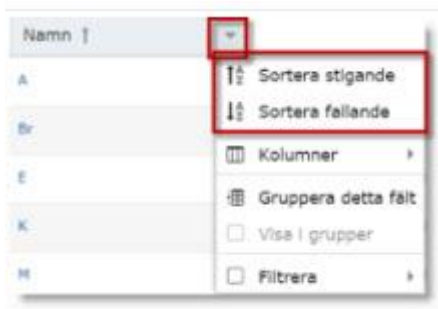 Namn ↑
A
Sortera stigande
Br
Sortera fallande
Kolumner
E
Gruppera detta fält
K
Visa i grupper
M
Filtrera